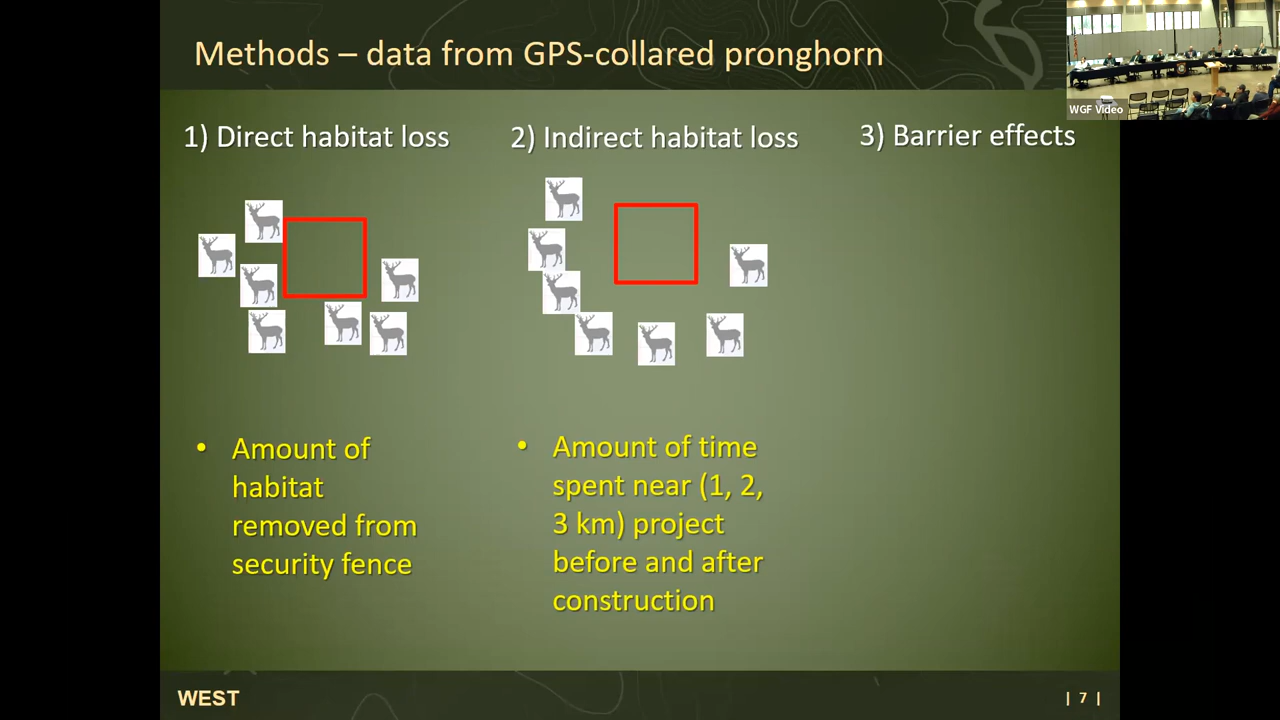 Methods – data from GPS-collared pronghorn
WGF Video
1) Direct habitat loss
2) Indirect habitat loss
3) Barrier effects
• Amount of
habitat
removed from
security fence
• Amount of time
spent near (1, 2,
3 km) project
before and after
construction
WEST
| 7 |